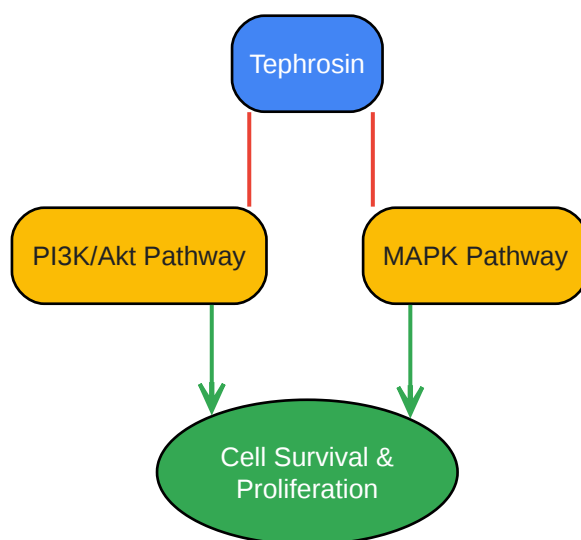 Tephrosin
PI3K/Akt Pathway
MAPK Pathway
Cell Survival &
Proliferation